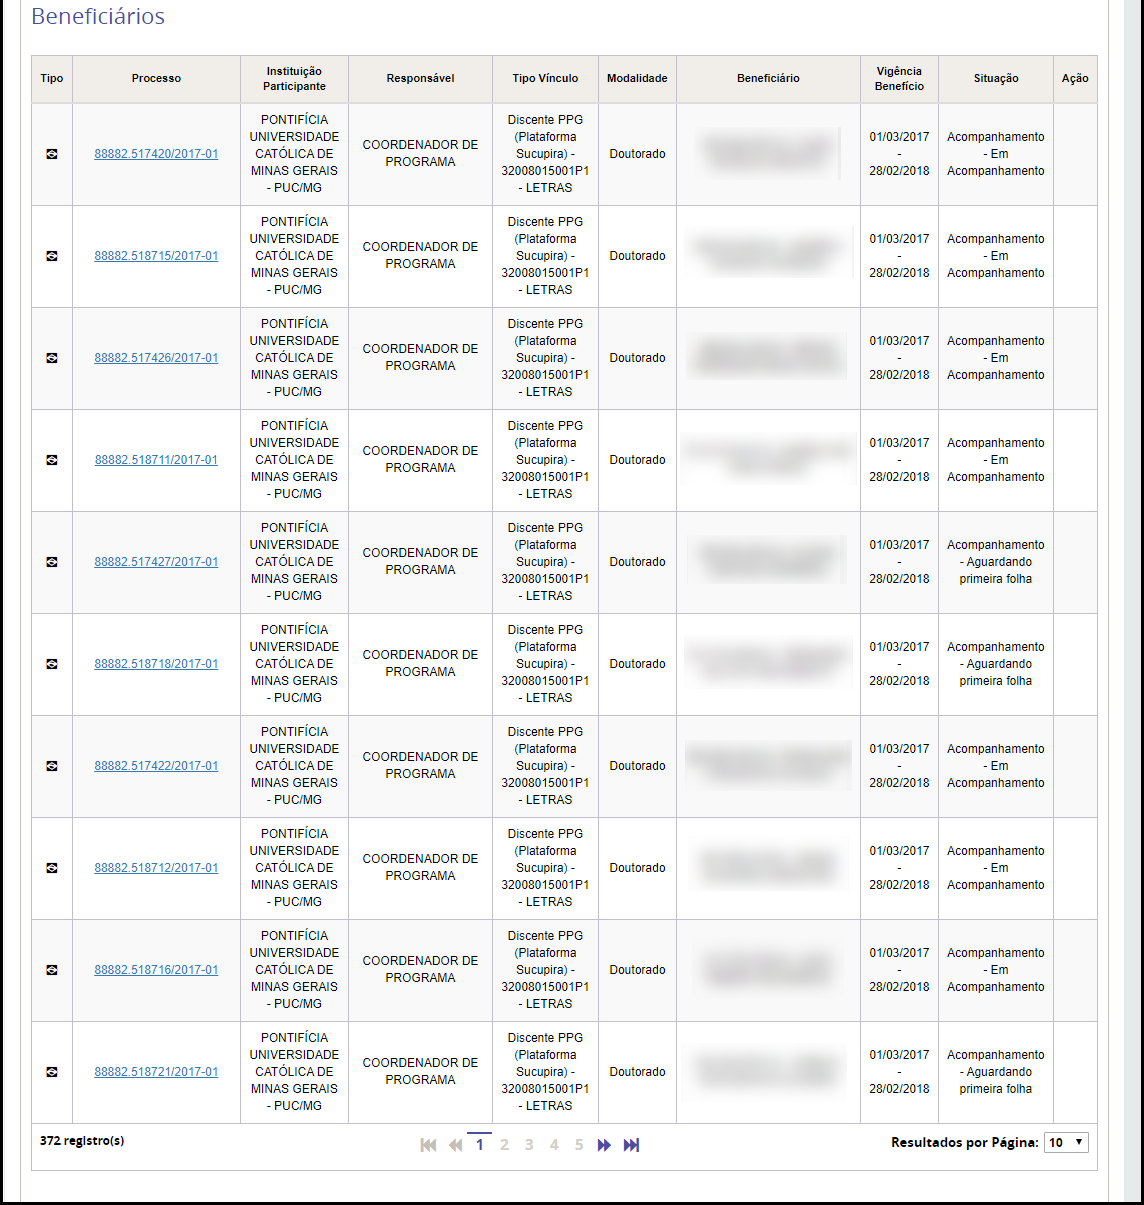 Beneficiários
Tipo Processo Instituição Participante Responsável Tipo Vínculo Modalidade Beneficiário Vigência Benefício Situação Ação
88882.517420/2017-01 PONTIFÍCIA UNIVERSIDADE CATÓLICA DE MINAS GERAIS - PUC/MG COORDENADOR DE PROGRAMA Discente PPG (Plataforma Sucupira) - 32008015001P1 - LETRAS Doutorado 01/03/2017 - 28/02/2018 Acompanhamento - Em Acompanhamento
88882.518715/2017-01 PONTIFÍCIA UNIVERSIDADE CATÓLICA DE MINAS GERAIS - PUC/MG COORDENADOR DE PROGRAMA Discente PPG (Plataforma Sucupira) - 32008015001P1 - LETRAS Doutorado 01/03/2017 - 28/02/2018 Acompanhamento - Em Acompanhamento
88882.517426/2017-01 PONTIFÍCIA UNIVERSIDADE CATÓLICA DE MINAS GERAIS - PUC/MG COORDENADOR DE PROGRAMA Discente PPG (Plataforma Sucupira) - 32008015001P1 - LETRAS Doutorado 01/03/2017 - 28/02/2018 Acompanhamento - Em Acompanhamento
88882.518711/2017-01 PONTIFÍCIA UNIVERSIDADE CATÓLICA DE MINAS GERAIS - PUC/MG COORDENADOR DE PROGRAMA Discente PPG (Plataforma Sucupira) - 32008015001P1 - LETRAS Doutorado 01/03/2017 - 28/02/2018 Acompanhamento - Em Acompanhamento
88882.517427/2017-01 PONTIFÍCIA UNIVERSIDADE CATÓLICA DE MINAS GERAIS - PUC/MG COORDENADOR DE PROGRAMA Discente PPG (Plataforma Sucupira) - 32008015001P1 - LETRAS Doutorado 01/03/2017 - 28/02/2018 Acompanhamento - Aguardando primeira folha
88882.518718/2017-01 PONTIFÍCIA UNIVERSIDADE CATÓLICA DE MINAS GERAIS - PUC/MG COORDENADOR DE PROGRAMA Discente PPG (Plataforma Sucupira) - 32008015001P1 - LETRAS Doutorado 01/03/2017 - 28/02/2018 Acompanhamento - Aguardando primeira folha
88882.517422/2017-01 PONTIFÍCIA UNIVERSIDADE CATÓLICA DE MINAS GERAIS - PUC/MG COORDENADOR DE PROGRAMA Discente PPG (Plataforma Sucupira) - 32008015001P1 - LETRAS Doutorado 01/03/2017 - 28/02/2018 Acompanhamento - Em Acompanhamento
88882.518712/2017-01 PONTIFÍCIA UNIVERSIDADE CATÓLICA DE MINAS GERAIS - PUC/MG COORDENADOR DE PROGRAMA Discente PPG (Plataforma Sucupira) - 32008015001P1 - LETRAS Doutorado 01/03/2017 - 28/02/2018 Acompanhamento - Em Acompanhamento
88882.518716/2017-01 PONTIFÍCIA UNIVERSIDADE CATÓLICA DE MINAS GERAIS - PUC/MG COORDENADOR DE PROGRAMA Discente PPG (Plataforma Sucupira) - 32008015001P1 - LETRAS Doutorado 01/03/2017 - 28/02/2018 Acompanhamento - Em Acompanhamento
88882.518721/2017-01 PONTIFÍCIA UNIVERSIDADE CATÓLICA DE MINAS GERAIS - PUC/MG COORDENADOR DE PROGRAMA Discente PPG (Plataforma Sucupira) - 32008015001P1 - LETRAS Doutorado 01/03/2017 - 28/02/2018 Acompanhamento - Aguardando primeira folha
372 registro(s) 1 2 3 4 5 Resultados por Página: 10